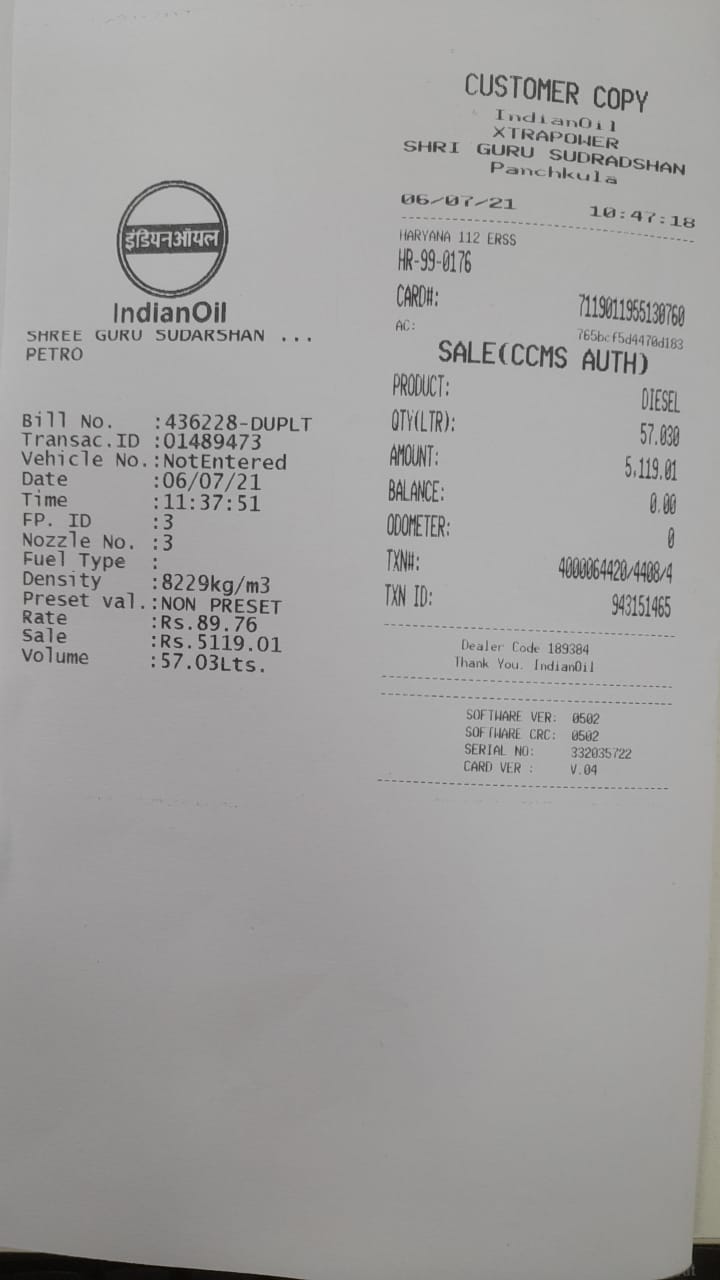 इंडियनऑयल
IndianOil
SHREE GURU SUDARSHAN ...
PETRO
Bill No. :436228-DUPLT
Transac.ID :01489473
Vehicle No.:NotEntered
Date :06/07/21
Time :11:37:51
FP. ID :3
Nozzle No. :3
Fuel Type :
Density :8229kg/m3
Preset val.:NON PRESET
Rate :Rs.89.76
Sale :Rs.5119.01
Volume :57.03Lts.
CUSTOMER COPY
IndianOil
XTRAPOWER
SHRI GURU SUDRADSHAN
Panchkula
06/07/21 10:47:18
HARYANA 112 ERSS
HR-99-0176
CARD#: 7119011955130760
AC: 765bcf5d4470d183
SALE(CCMS AUTH)
PRODUCT: DIESEL
QTY(LTR): 57.030
AMOUNT: 5,119.01
BALANCE: 0.00
ODOMETER: 0
TXN#: 4000064420/4408/4
TXN ID: 943151465
Dealer Code 189384
Thank You. IndianOil
SOFTWARE VER: 0502
SOFTWARE CRC: 0502
SERIAL NO: 332035722
CARD VER : V.04